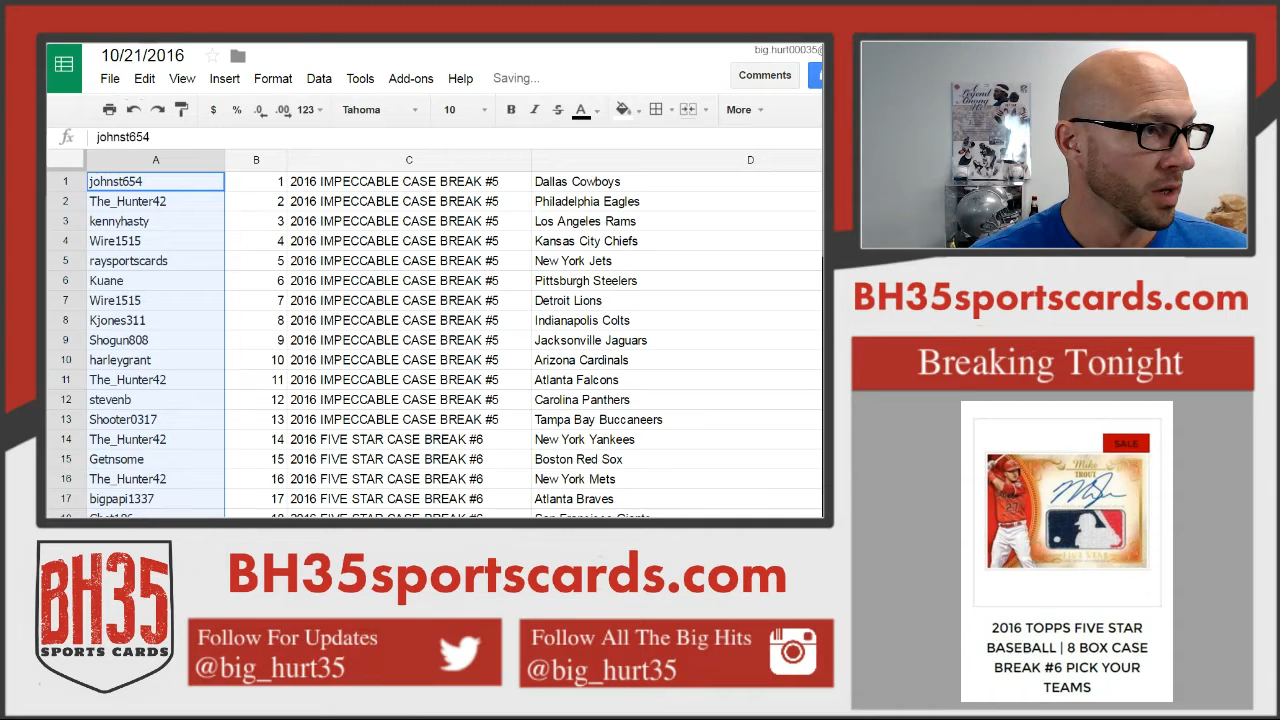 10/21/2016
big.hurt00035@
File Edit View Insert Format Data Tools Add-ons Help Saving...
Comments
$ % .0 .00 123 Tahoma 10 B I S A More
fx johnst654
A B C D
1 johnst654 1 2016 IMPECCABLE CASE BREAK #5 Dallas Cowboys
2 The_Hunter42 2 2016 IMPECCABLE CASE BREAK #5 Philadelphia Eagles
3 kennyhasty 3 2016 IMPECCABLE CASE BREAK #5 Los Angeles Rams
4 Wire1515 4 2016 IMPECCABLE CASE BREAK #5 Kansas City Chiefs
5 raysportscards 5 2016 IMPECCABLE CASE BREAK #5 New York Jets
6 Kuane 6 2016 IMPECCABLE CASE BREAK #5 Pittsburgh Steelers
7 Wire1515 7 2016 IMPECCABLE CASE BREAK #5 Detroit Lions
8 Kjones311 8 2016 IMPECCABLE CASE BREAK #5 Indianapolis Colts
9 Shogun808 9 2016 IMPECCABLE CASE BREAK #5 Jacksonville Jaguars
10 harleygrant 10 2016 IMPECCABLE CASE BREAK #5 Arizona Cardinals
11 The_Hunter42 11 2016 IMPECCABLE CASE BREAK #5 Atlanta Falcons
12 stevenb 12 2016 IMPECCABLE CASE BREAK #5 Carolina Panthers
13 Shooter0317 13 2016 IMPECCABLE CASE BREAK #5 Tampa Bay Buccaneers
14 The_Hunter42 14 2016 FIVE STAR CASE BREAK #6 New York Yankees
15 Getnsome 15 2016 FIVE STAR CASE BREAK #6 Boston Red Sox
16 The_Hunter42 16 2016 FIVE STAR CASE BREAK #6 New York Mets
17 bigpapi1337 17 2016 FIVE STAR CASE BREAK #6 Atlanta Braves
BH35sportscards.com
Breaking Tonight
SALE
Mike
TROUT
FIVE STAR
2016 TOPPS FIVE STAR
BASEBALL | 8 BOX CASE
BREAK #6 PICK YOUR
TEAMS
BH35
SPORTS CARDS
BH35sportscards.com
Follow For Updates
@big_hurt35
Follow All The Big Hits
@big_hurt35